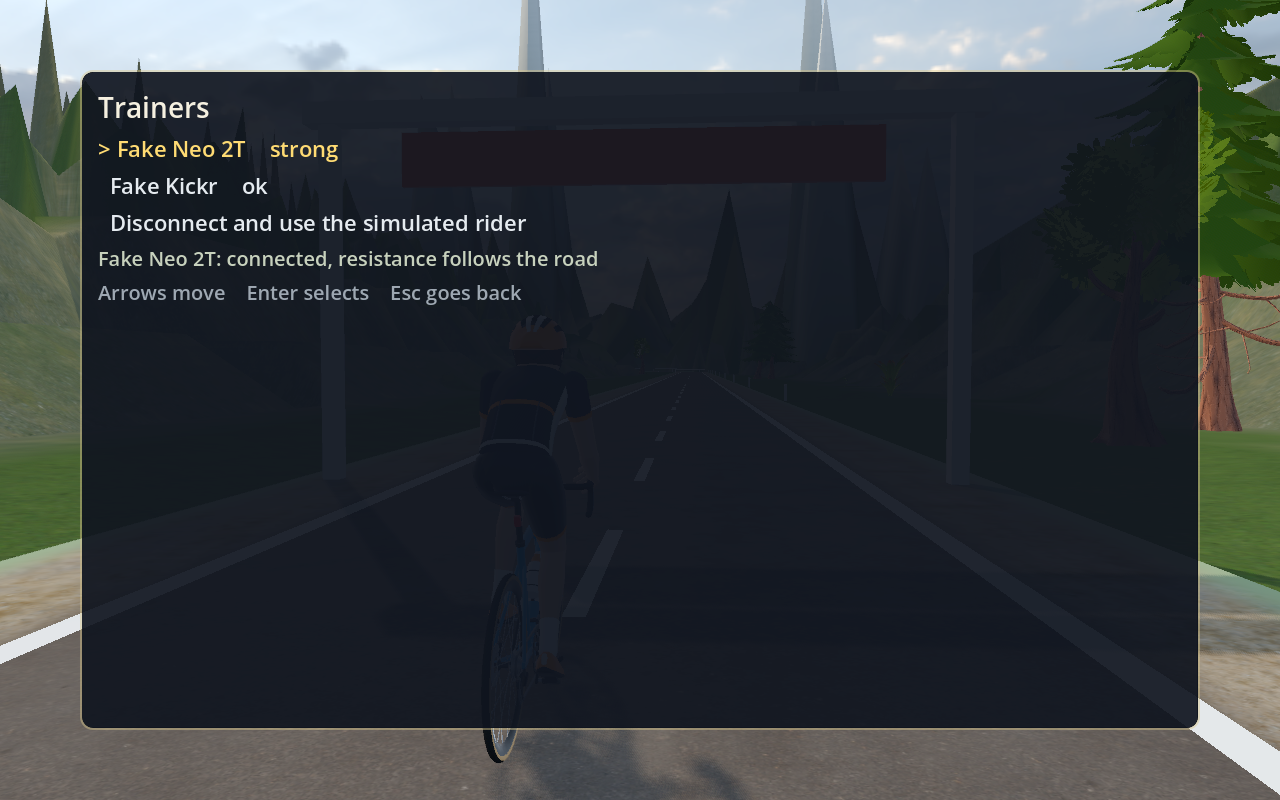 Trainers
> Fake Neo 2T strong
Fake Kickr ok
Disconnect and use the simulated rider
Fake Neo 2T: connected, resistance follows the road
Arrows move Enter selects Esc goes back